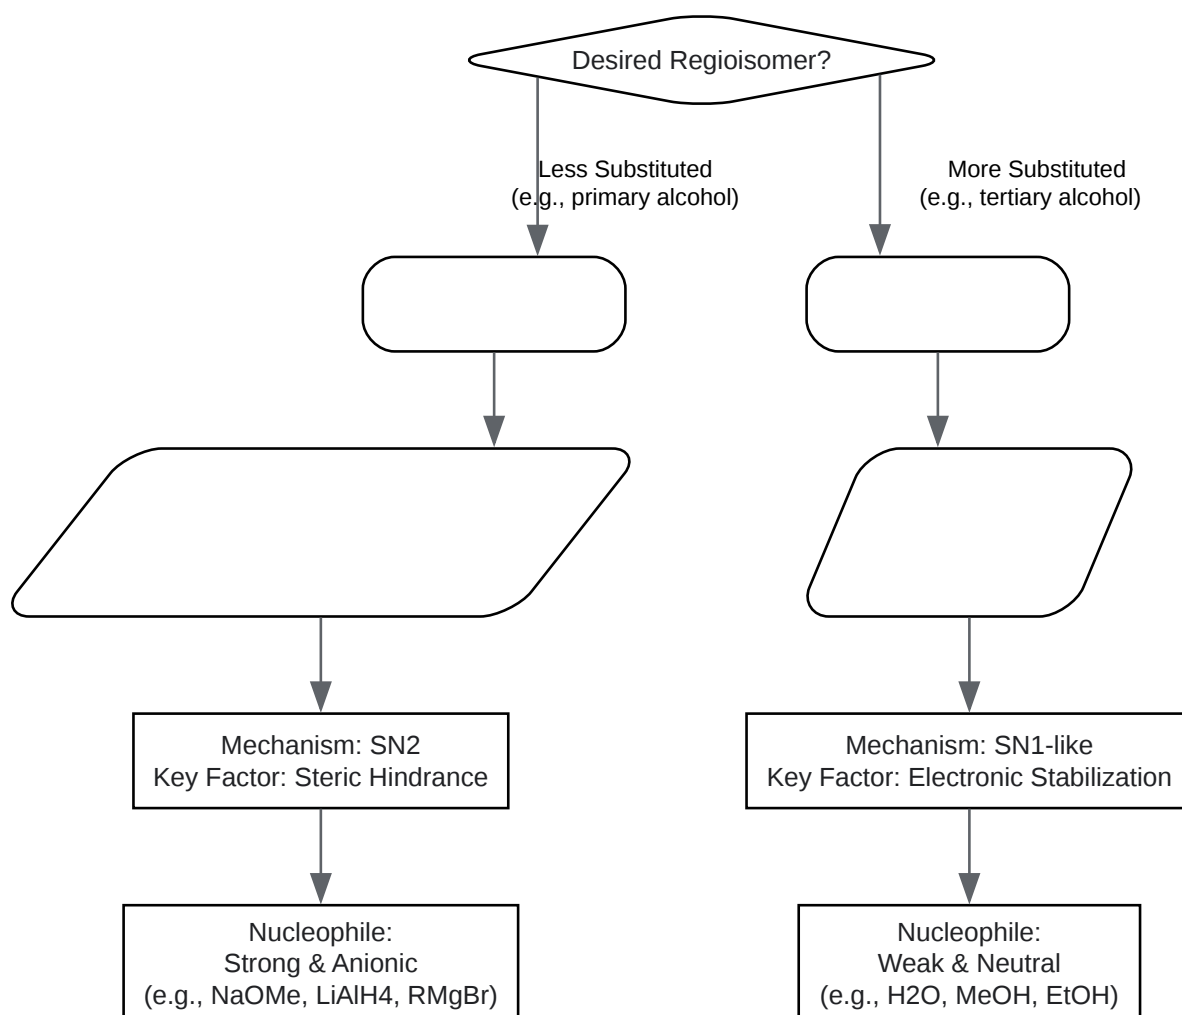 Desired Regioisomer?
Less Substituted
(e.g., primary alcohol)
More Substituted
(e.g., tertiary alcohol)
Mechanism: SN2
Key Factor: Steric Hindrance
Mechanism: SN1-like
Key Factor: Electronic Stabilization
Nucleophile:
Strong & Anionic
(e.g., NaOMe, LiAlH4, RMgBr)
Nucleophile:
Weak & Neutral
(e.g., H2O, MeOH, EtOH)